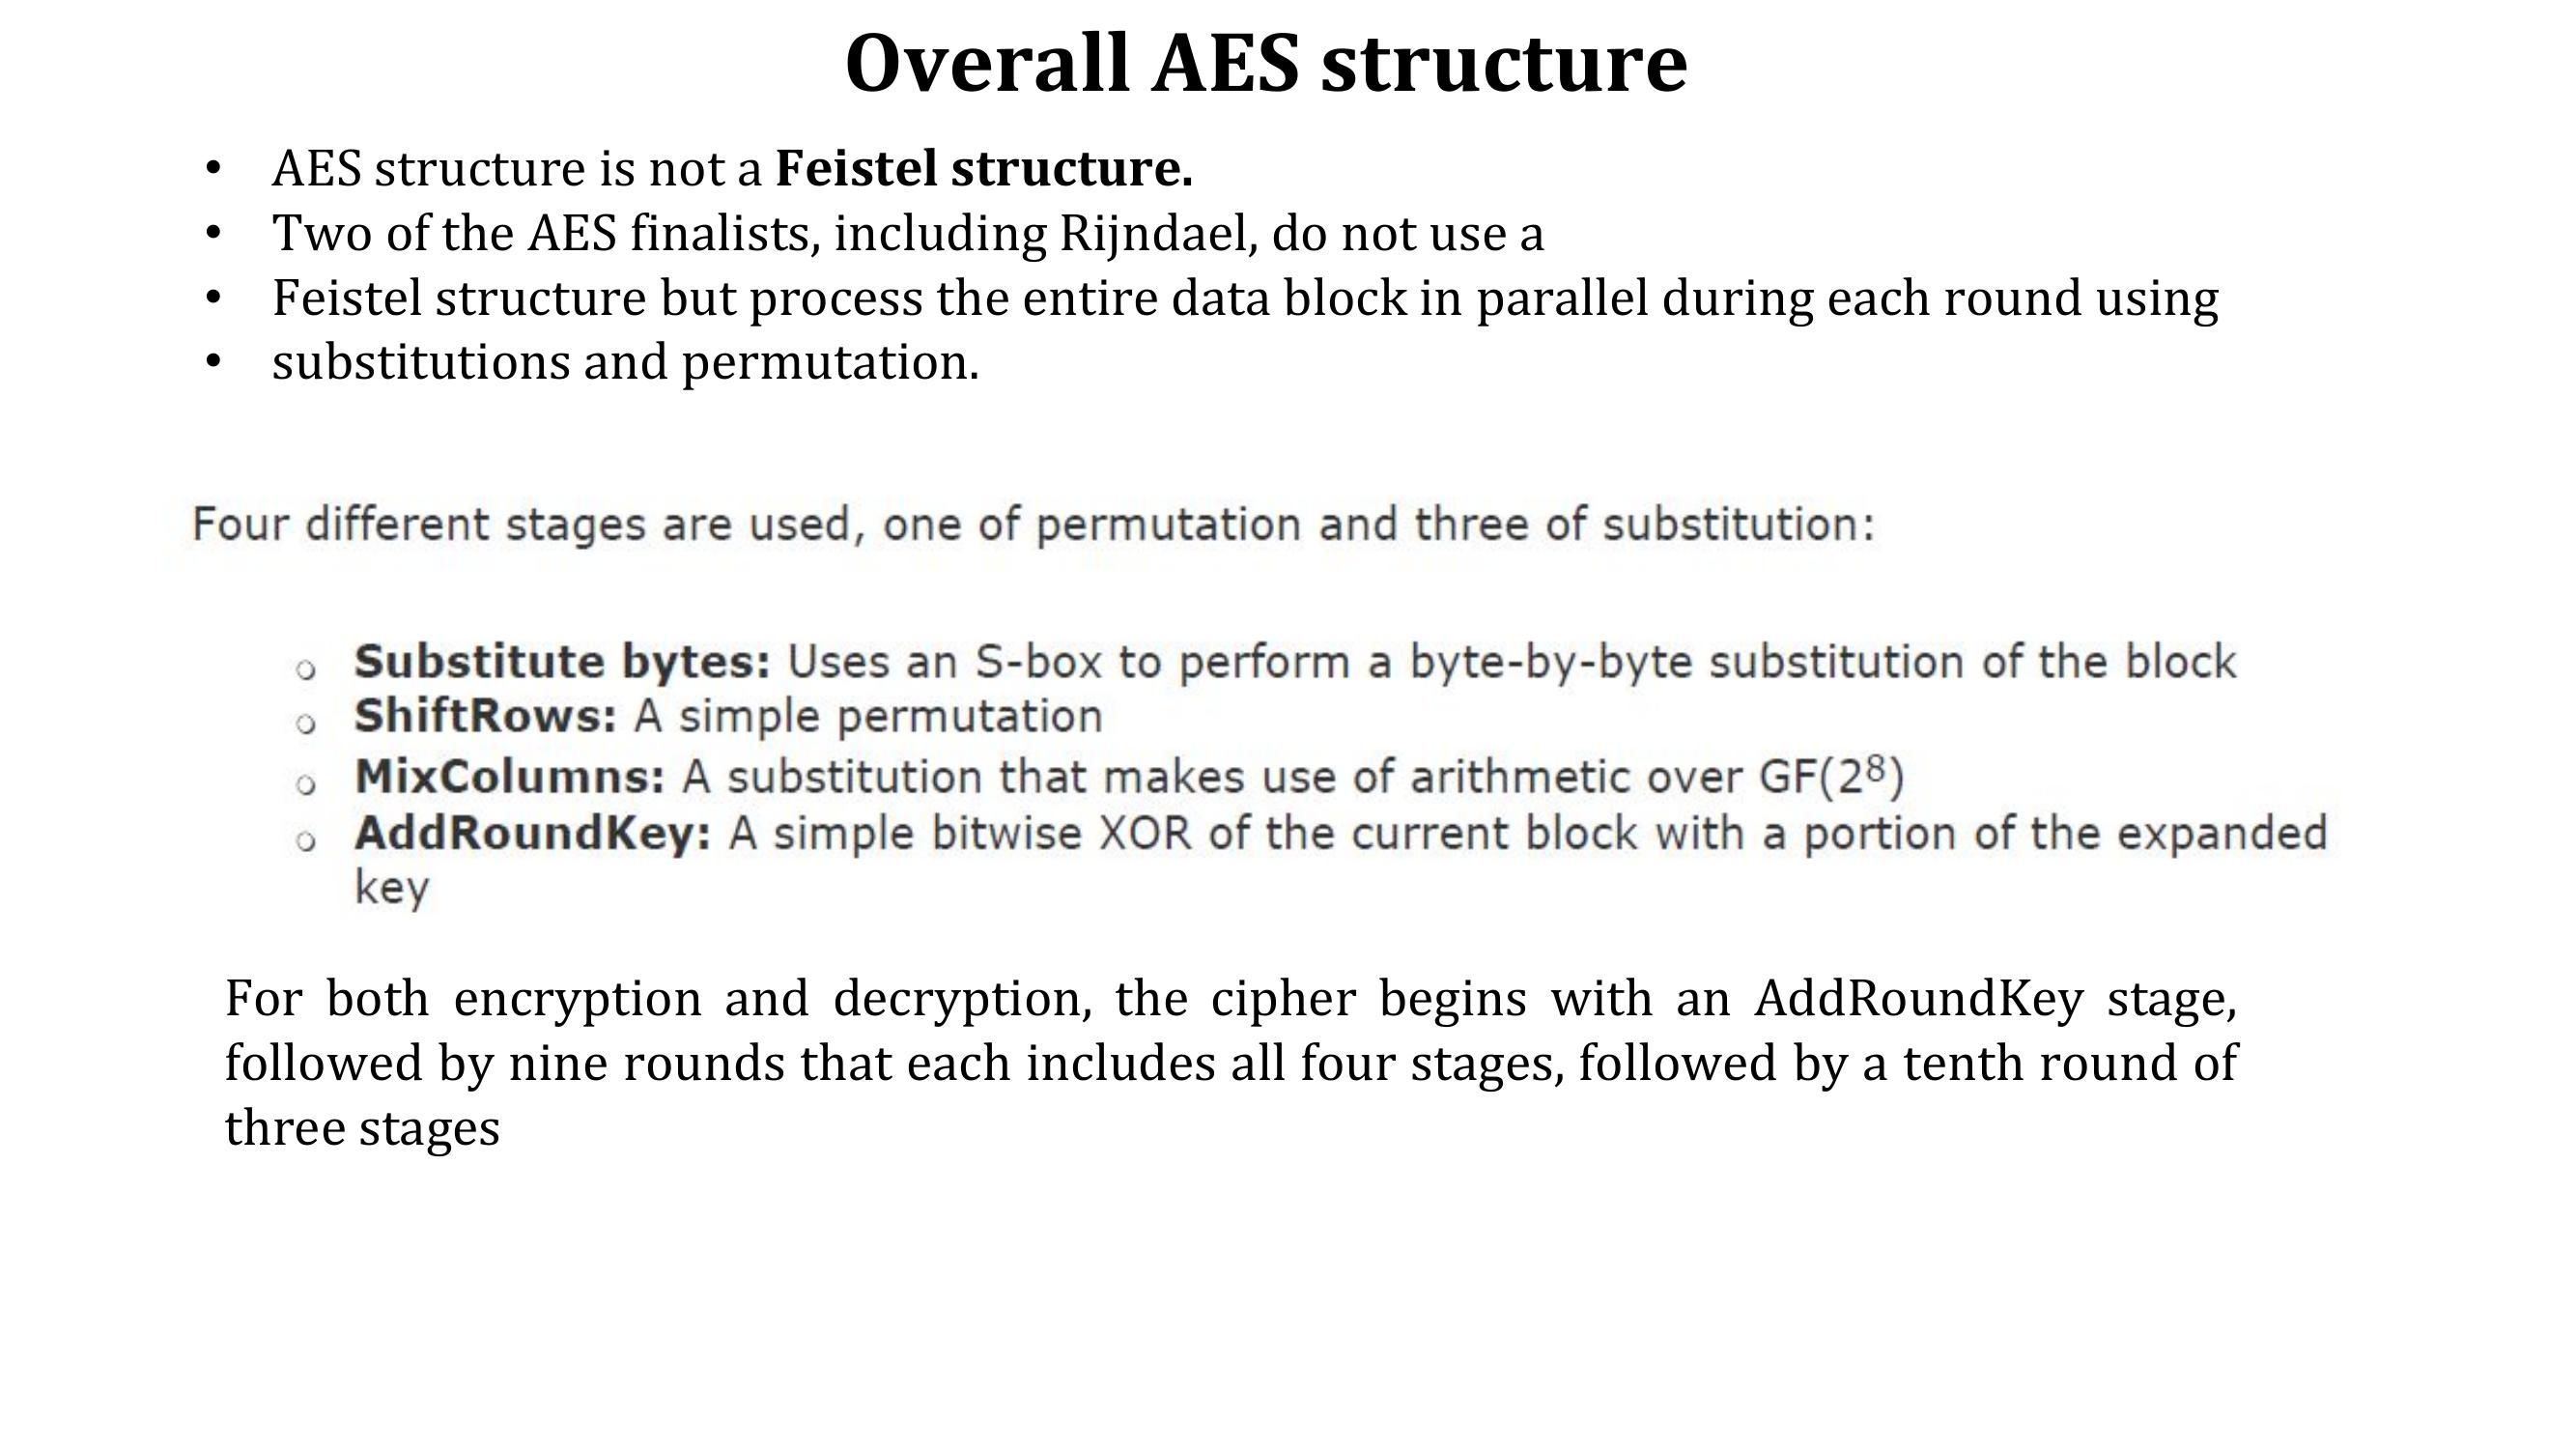 Overall AES structure
• AES structure is not a Feistel structure.
• Two of the AES finalists, including Rijndael, do not use a
• Feistel structure but process the entire data block in parallel during each round using
• substitutions and permutation.
Four different stages are used, one of permutation and three of substitution:
○ Substitute bytes: Uses an S-box to perform a byte-by-byte substitution of the block
○ ShiftRows: A simple permutation
○ MixColumns: A substitution that makes use of arithmetic over GF(2⁸)
○ AddRoundKey: A simple bitwise XOR of the current block with a portion of the expanded
key
For both encryption and decryption, the cipher begins with an AddRoundKey stage,
followed by nine rounds that each includes all four stages, followed by a tenth round of
three stages